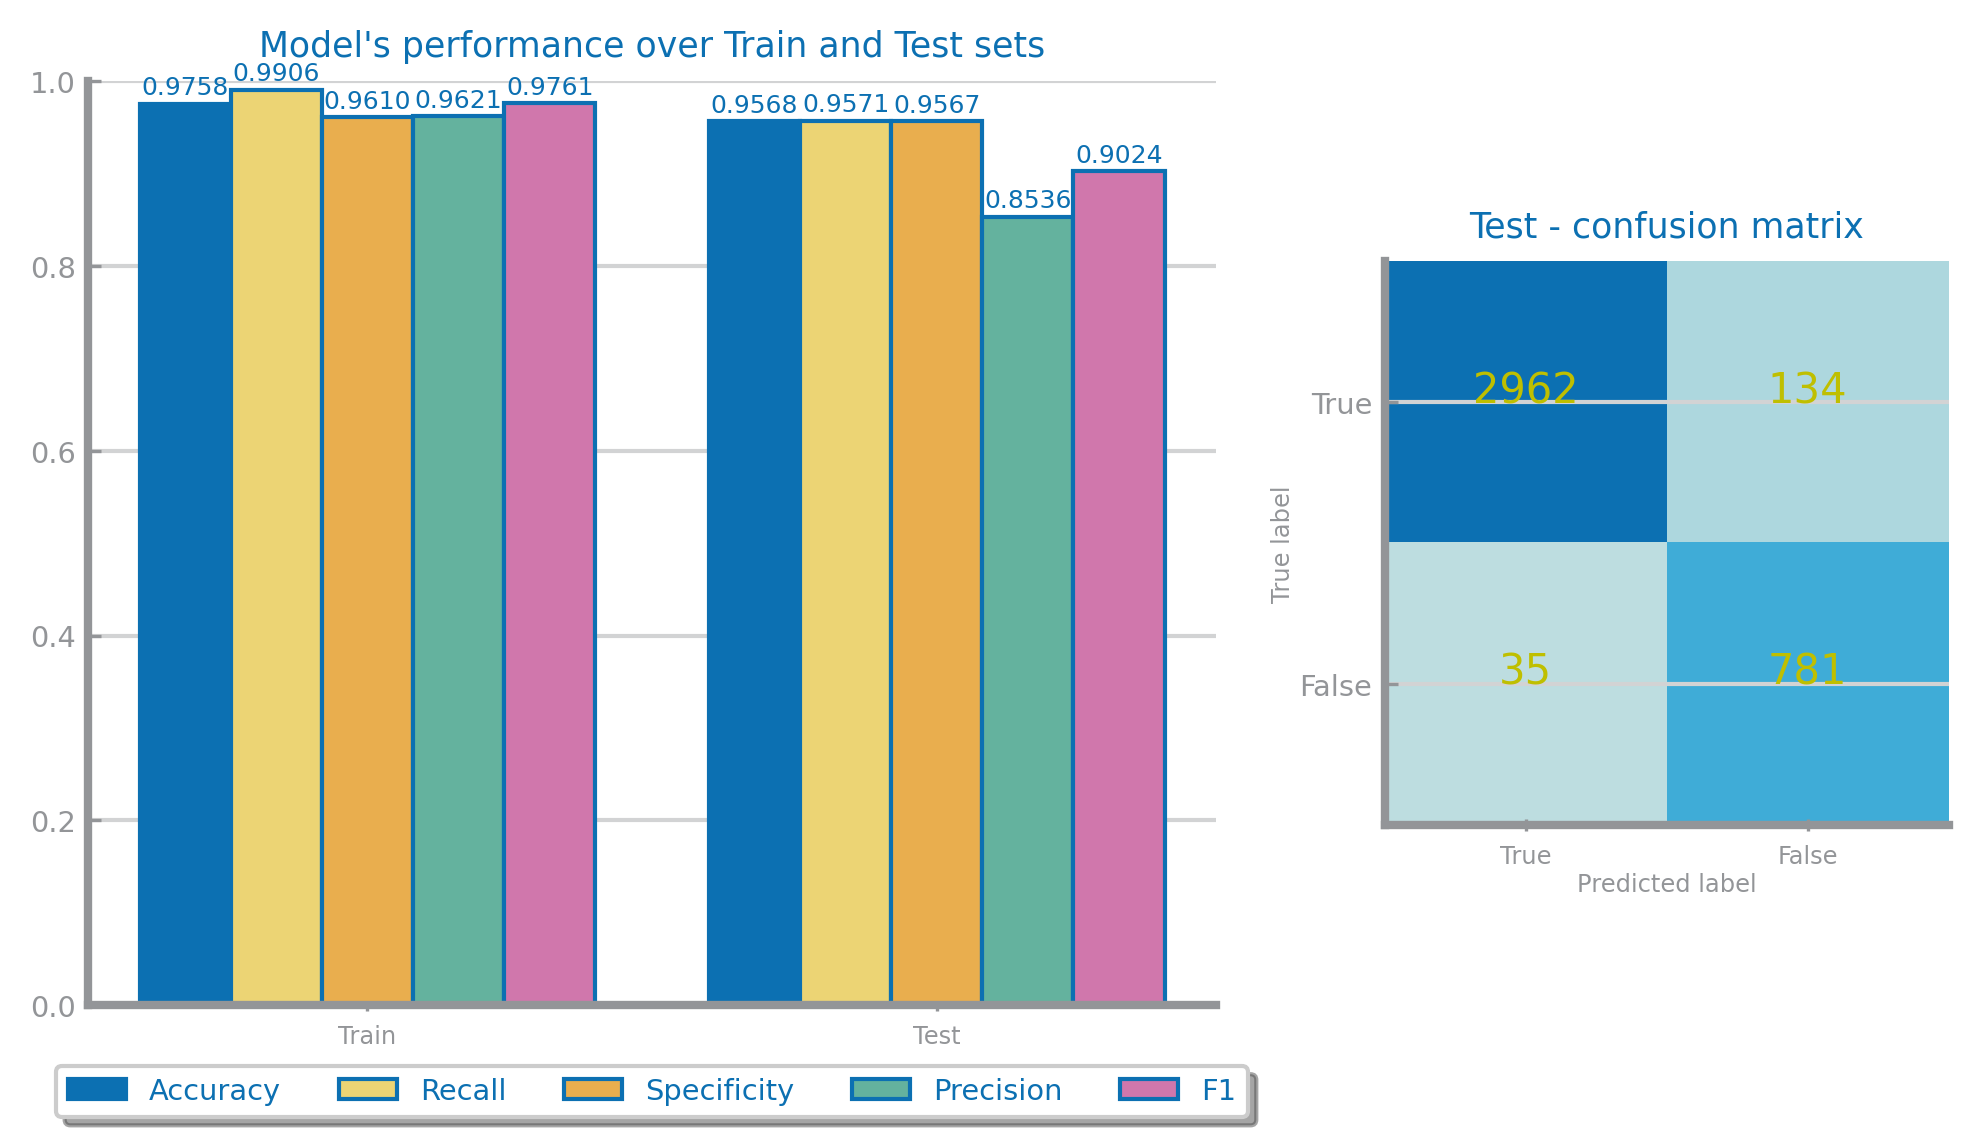 Model's performance over Train and Test sets
1.0
0.8
0.6
0.4
0.2
0.0
0.9758
0.9906
0.9610
0.9621
0.9761
0.9568
0.9571
0.9567
0.8536
0.9024
Train
Test
Accuracy
Recall
Specificity
Precision
F1
Test - confusion matrix
True label
True
2962
134
False
35
781
True
False
Predicted label